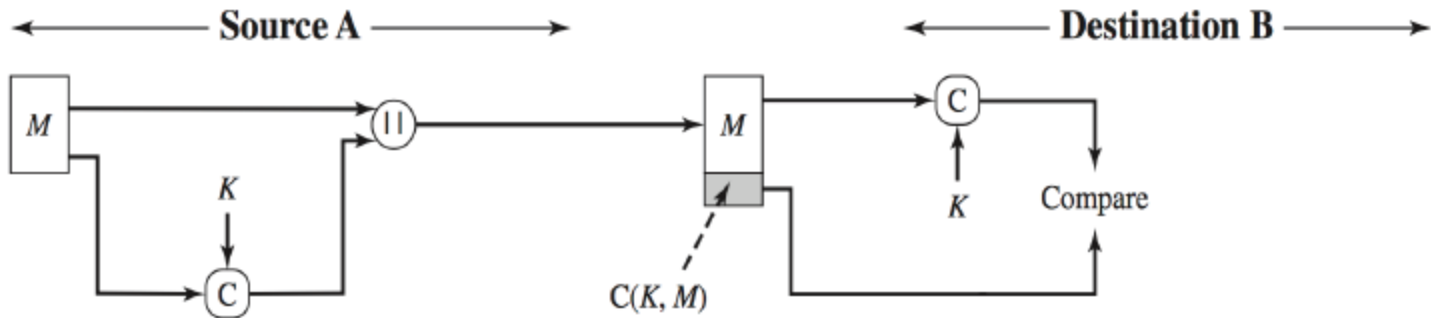 Source A Destination B
M || M C
K K Compare
C C(K, M)